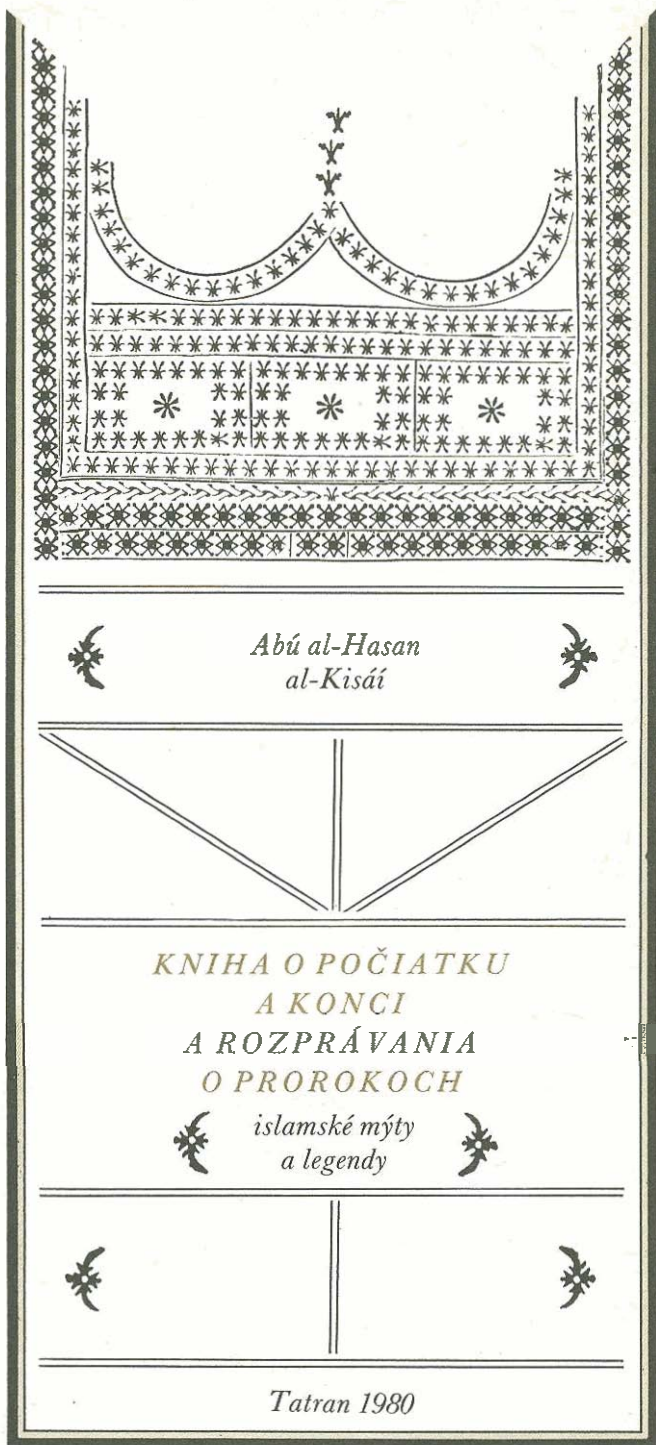 Abú al-Hasan
al-Kisáí
KNIHA O POČIATKU
A KONCI
A ROZPRÁVANIA
O PROROKOCH
islamské mýty
a legendy
Tatran 1980